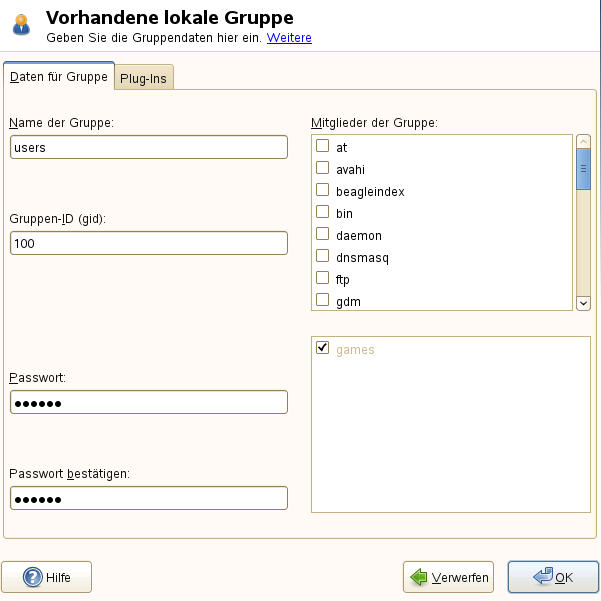 Vorhandene lokale Gruppe
Geben Sie die Gruppendaten hier ein. Weitere
Daten für Gruppe
Plug-Ins
Name der Gruppe:
users
Gruppen-ID (gid):
100
Passwort:
●●●●●●
Passwort bestätigen:
●●●●●●
Mitglieder der Gruppe:
at
avahi
beagleindex
bin
daemon
dnsmasq
ftp
gdm
games
Hilfe
Verwerfen
OK